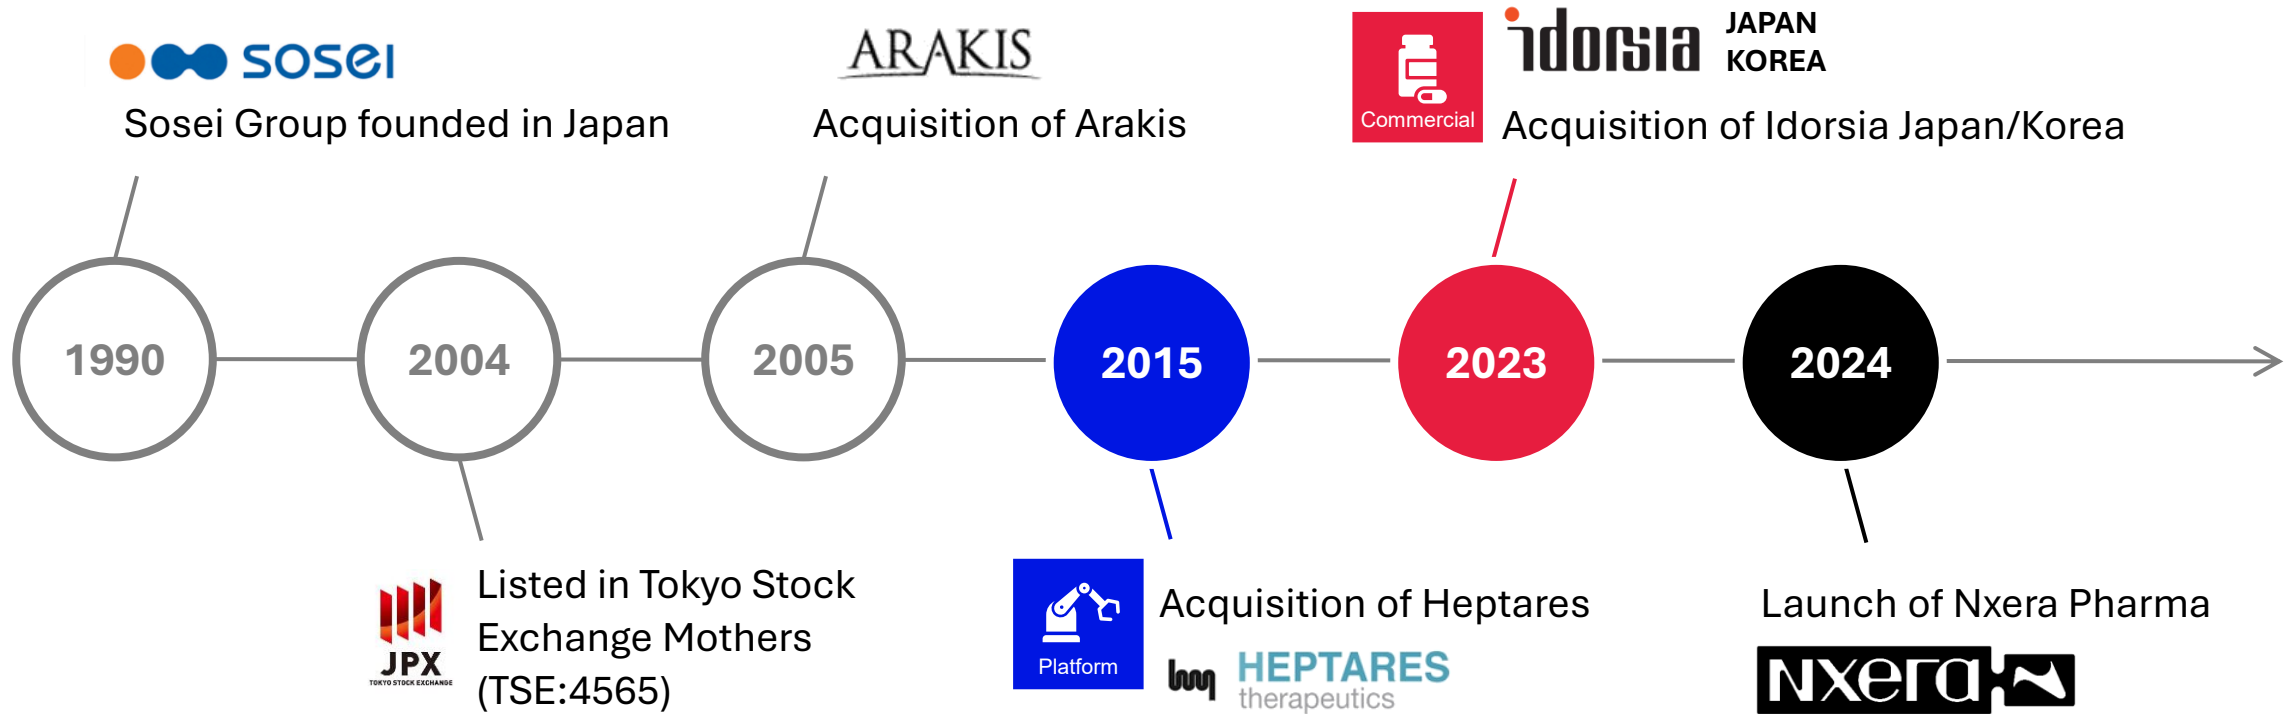 sosei
Sosei Group founded in Japan
ARAKIS
Acquisition of Arakis
Commercial
idorsia
JAPAN
KOREA
Acquisition of Idorsia Japan/Korea
1990
2004
2005
2015
2023
2024
JPX
TOKYO STOCK EXCHANGE
Listed in Tokyo Stock
Exchange Mothers
(TSE:4565)
Platform
Acquisition of Heptares
HEPTARES
therapeutics
Launch of Nxera Pharma
Nxera